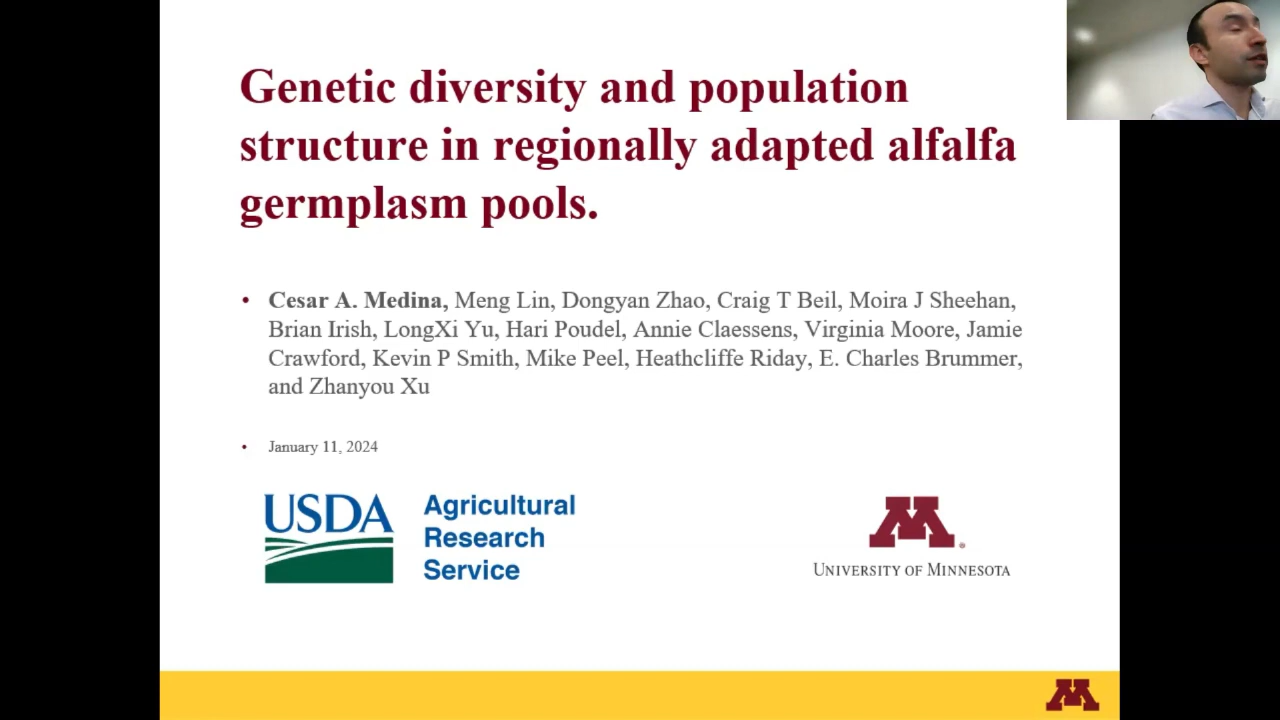 Genetic diversity and population
structure in regionally adapted alfalfa
germplasm pools.
• Cesar A. Medina, Meng Lin, Dongyan Zhao, Craig T Beil, Moira J Sheehan,
Brian Irish, LongXi Yu, Hari Poudel, Annie Claessens, Virginia Moore, Jamie
Crawford, Kevin P Smith, Mike Peel, Heathcliffe Riday, E. Charles Brummer,
and Zhanyou Xu
• January 11, 2024
USDA
Agricultural
Research
Service
M
UNIVERSITY OF MINNESOTA
M